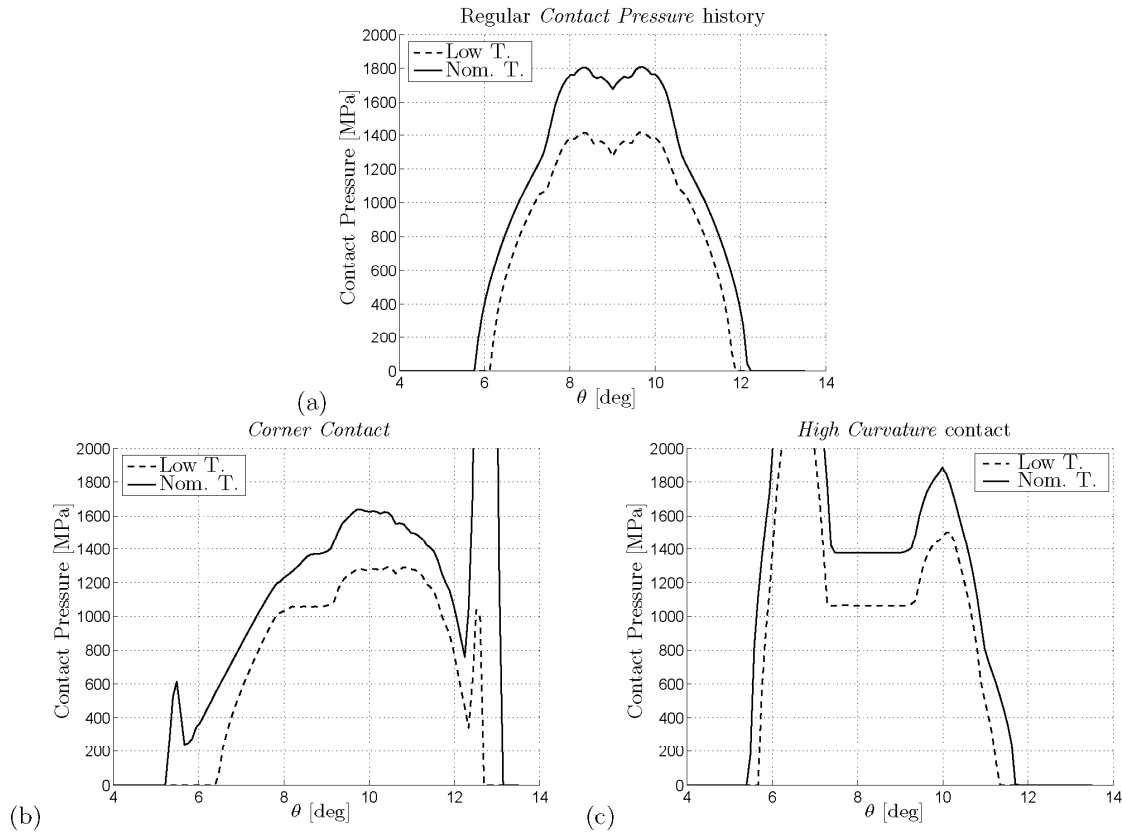 Regular Contact Pressure history
Contact Pressure [MPa]
2000
1800
1600
1400
1200
1000
800
600
400
200
0
Low T.
Nom. T.
4 6 8 10 12 14
θ [deg]
(a)
Corner Contact
Contact Pressure [MPa]
2000
1800
1600
1400
1200
1000
800
600
400
200
0
Low T.
Nom. T.
4 6 8 10 12 14
θ [deg]
(b)
High Curvature contact
Contact Pressure [MPa]
2000
1800
1600
1400
1200
1000
800
600
400
200
0
Low T.
Nom. T.
4 6 8 10 12 14
θ [deg]
(c)